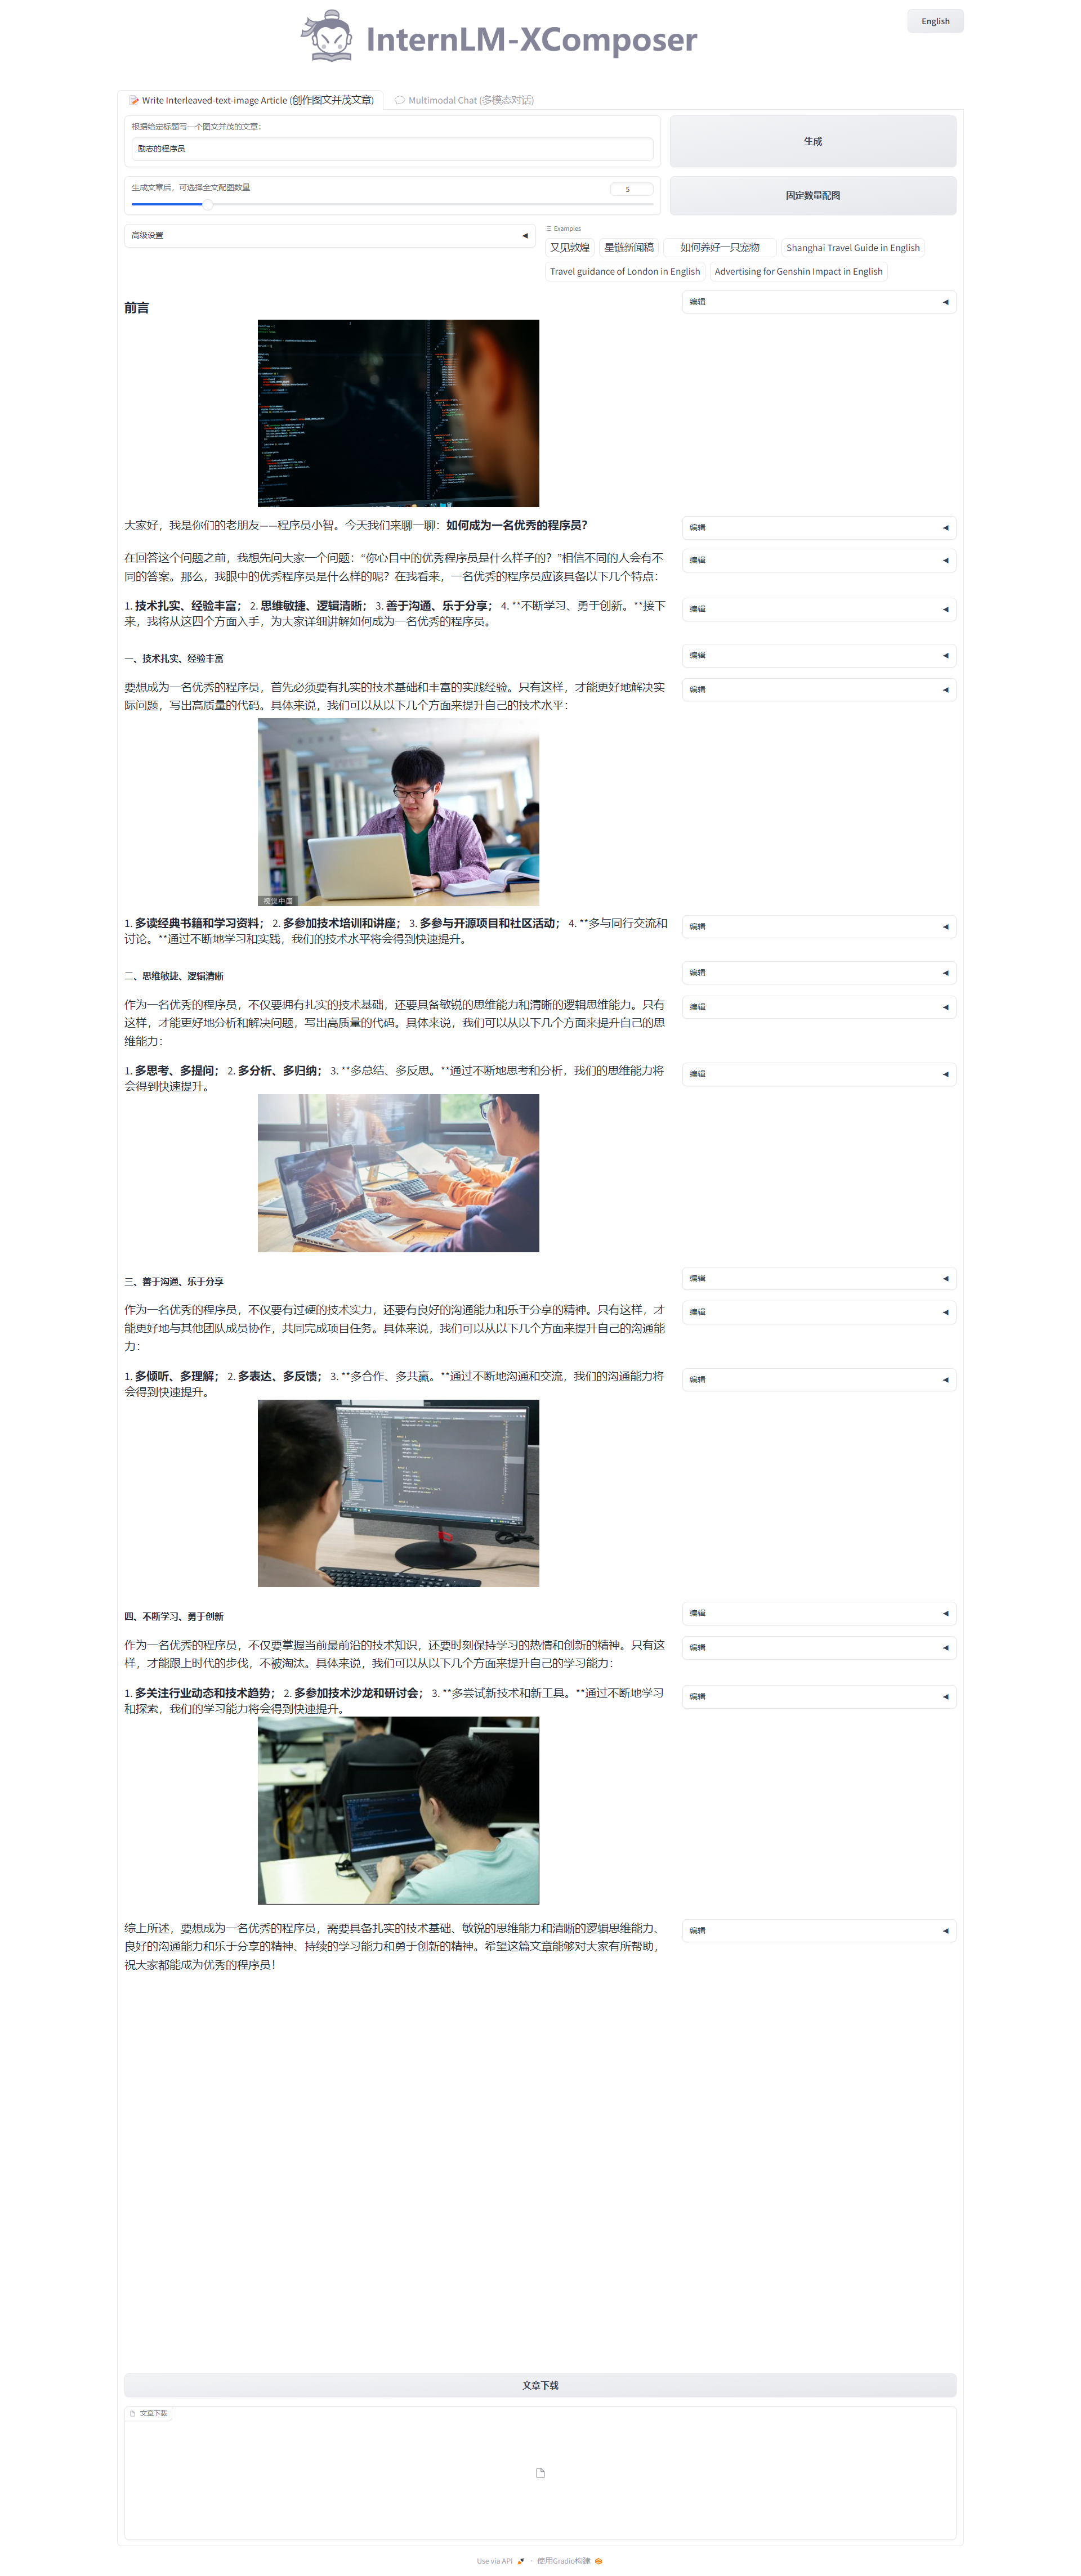 InternLM-XComposer
English
Write Interleaved-text-image Article (创作图文并茂文章)
Multimodal Chat (多模态对话)
根据给定标题写一个图文并茂的文章:
励志的程序员
生成
生成文章后，可选择全文配图数量
5
固定数量配图
高级设置
Examples
又见敦煌
星链新闻稿
如何养好一只宠物
Shanghai Travel Guide in English
Travel guidance of London in English
Advertising for Genshin Impact in English
前言
编辑
大家好，我是你们的老朋友——程序员小智。今天我们来聊一聊：如何成为一名优秀的程序员？
编辑
在回答这个问题之前，我想先问大家一个问题：“你心目中的优秀程序员是什么样子的？”相信不同的人会有不
同的答案。那么，我眼中的优秀程序员是什么样的呢？在我看来，一名优秀的程序员应该具备以下几个特点：
编辑
1. 技术扎实、经验丰富； 2. 思维敏捷、逻辑清晰； 3. 善于沟通、乐于分享； 4. **不断学习、勇于创新。**接下
来，我将从这四个方面入手，为大家详细讲解如何成为一名优秀的程序员。
编辑
一、技术扎实、经验丰富
编辑
要想成为一名优秀的程序员，首先必须要有扎实的技术基础和丰富的实践经验。只有这样，才能更好地解决实
际问题，写出高质量的代码。具体来说，我们可以从以下几个方面来提升自己的技术水平：
编辑
视觉中国
1. 多读经典书籍和学习资料； 2. 多参加技术培训和讲座； 3. 多参与开源项目和社区活动； 4. **多与同行交流和
讨论。**通过不断地学习和实践，我们的技术水平将会得到快速提升。
编辑
二、思维敏捷、逻辑清晰
编辑
作为一名优秀的程序员，不仅要拥有扎实的技术基础，还要具备敏锐的思维能力和清晰的逻辑思维能力。只有
这样，才能更好地分析和解决问题，写出高质量的代码。具体来说，我们可以从以下几个方面来提升自己的思
维能力：
编辑
1. 多思考、多提问； 2. 多分析、多归纳； 3. **多总结、多反思。**通过不断地思考和分析，我们的思维能力将
会得到快速提升。
编辑
三、善于沟通、乐于分享
编辑
作为一名优秀的程序员，不仅要有过硬的技术实力，还要有良好的沟通能力和乐于分享的精神。只有这样，才
能更好地与其他团队成员协作，共同完成项目任务。具体来说，我们可以从以下几个方面来提升自己的沟通能
力：
编辑
1. 多倾听、多理解； 2. 多表达、多反馈； 3. **多合作、多共赢。**通过不断地沟通和交流，我们的沟通能力将
会得到快速提升。
编辑
四、不断学习、勇于创新
编辑
作为一名优秀的程序员，不仅要掌握当前最前沿的技术知识，还要时刻保持学习的热情和创新的精神。只有这
样，才能跟上时代的步伐，不被淘汰。具体来说，我们可以从以下几个方面来提升自己的学习能力：
编辑
1. 多关注行业动态和技术趋势； 2. 多参加技术沙龙和研讨会； 3. **多尝试新技术和新工具。**通过不断地学习
和探索，我们的学习能力将会得到快速提升。
编辑
综上所述，要想成为一名优秀的程序员，需要具备扎实的技术基础、敏锐的思维能力和清晰的逻辑思维能力、
良好的沟通能力和乐于分享的精神、持续的学习能力和勇于创新的精神。希望这篇文章能够对大家有所帮助，
祝大家都能成为优秀的程序员！
编辑
文章下载
文章下载
Use via API · 使用Gradio构建